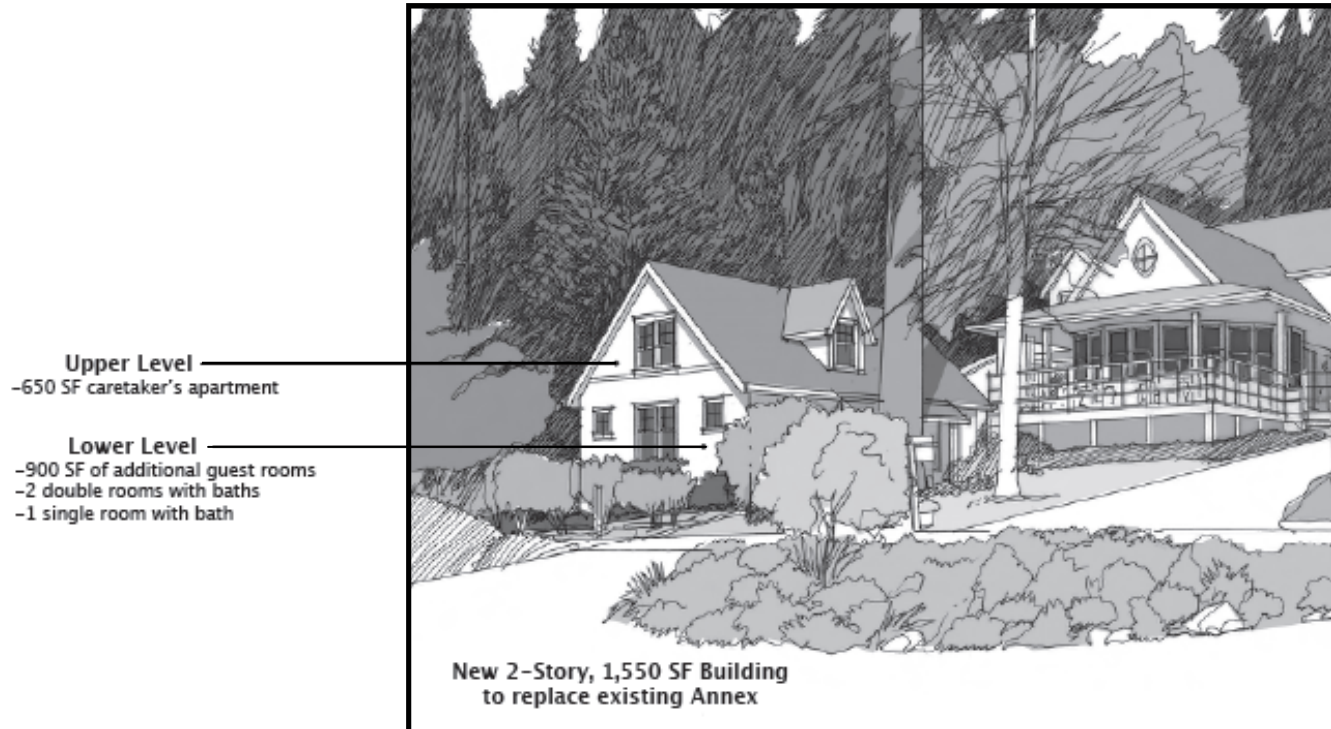 Upper Level
-650 SF caretaker's apartment
Lower Level
-900 SF of additional guest rooms
-2 double rooms with baths
-1 single room with bath
New 2-Story, 1,550 SF Building
to replace existing Annex